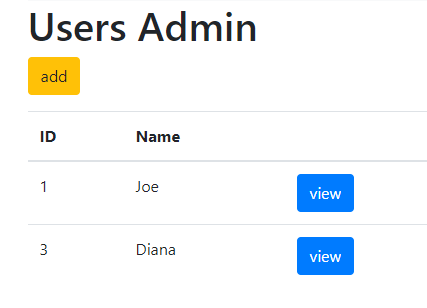 Users Admin
add
ID Name
1 Joe view
3 Diana view